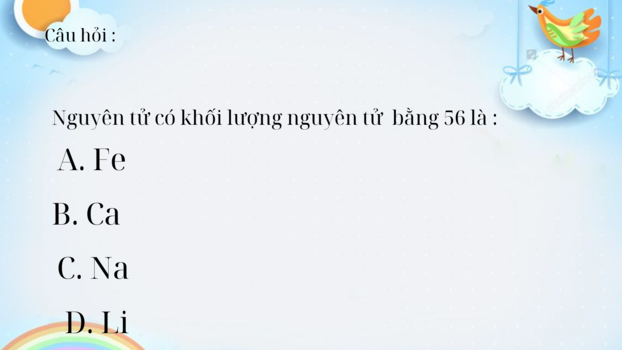 Câu hỏi :
Nguyên tử có khối lượng nguyên tử bằng 56 là :
A. Fe
B. Ca
C. Na
D. Li